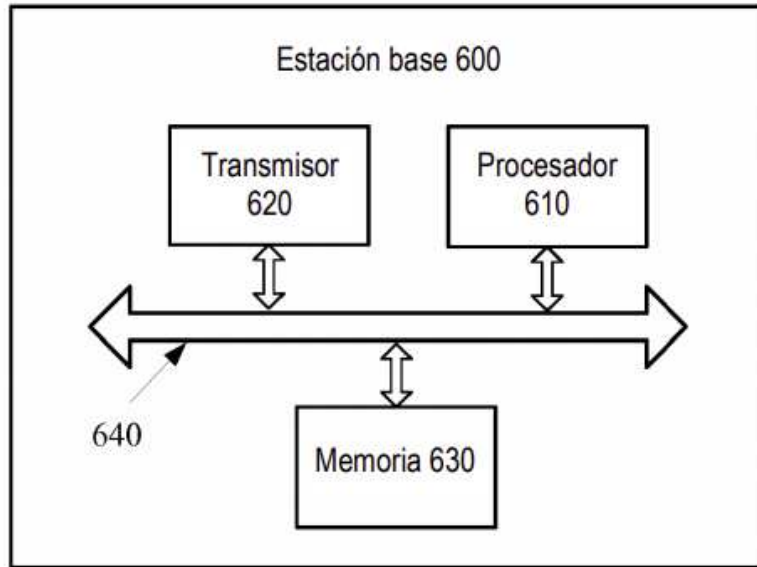 Estación base 600
Transmisor
620
Procesador
610
640
Memoria 630